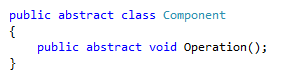 public abstract class Component
{
    public abstract void Operation();
}